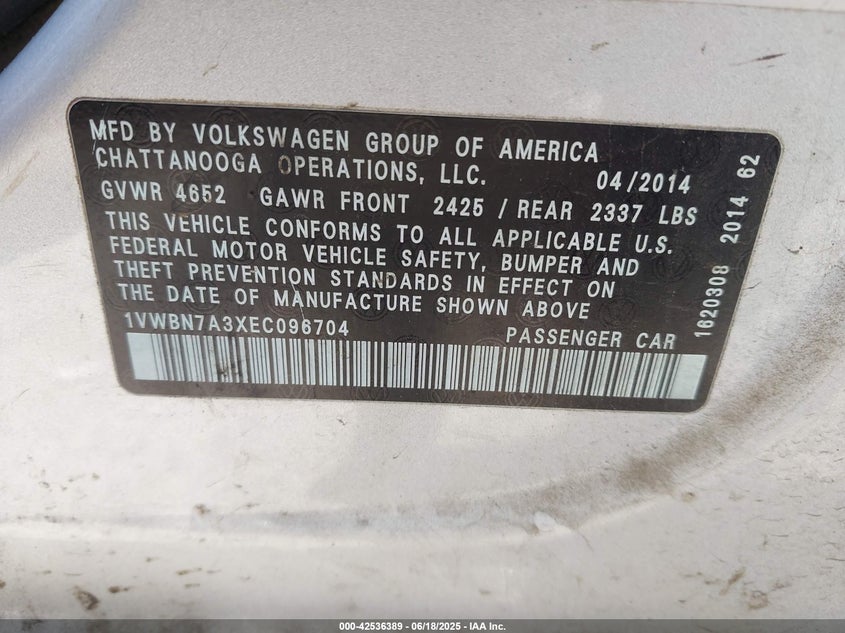 MFD BY VOLKSWAGEN GROUP OF AMERICA
CHATTANOOGA OPERATIONS, LLC. 04/2014
GVWR 4652 GAWR FRONT 2425 / REAR 2337 LBS
THIS VEHICLE CONFORMS TO ALL APPLICABLE U.S.
FEDERAL MOTOR VEHICLE SAFETY, BUMPER AND
THEFT PREVENTION STANDARDS IN EFFECT ON
THE DATE OF MANUFACTURE SHOWN ABOVE
1VWBN7A3XEC096704 PASSENGER CAR
1620308 2014 62
000-42536389 - 06/18/2025 - IAA Inc.